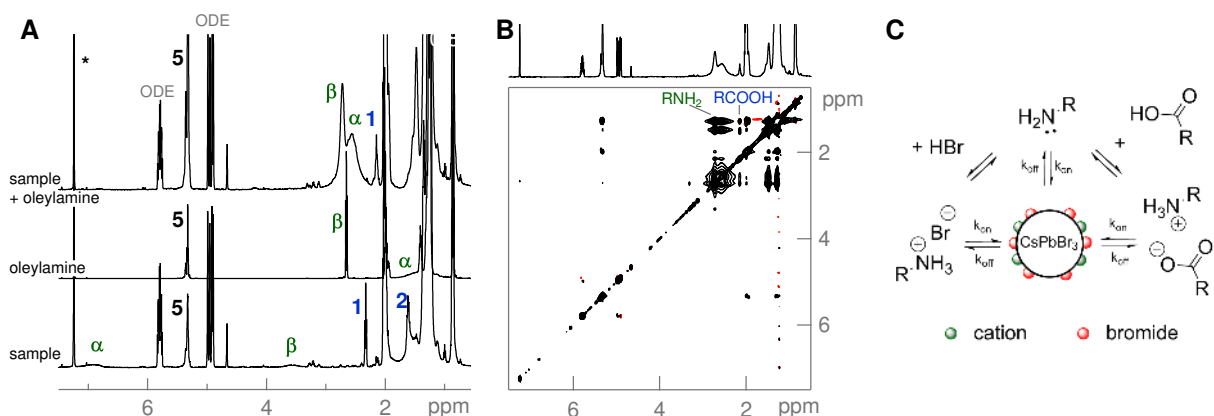 A
ODE
*
5
ODE
β
α
1
sample
+ oleylamine
5
β
α
oleylamine
5
1
2
α
β
sample
6
4
2
ppm
B
RNH2
RCOOH
ppm
2
4
6
6
4
2
ppm
C
H2N R
HO O
R
+ HBr
+
koff kon
H3N R
⊕
⊖
Br
⊖
R NH3
kon
koff
CsPbBr3
kon
koff
⊖
O O
R
cation
bromide